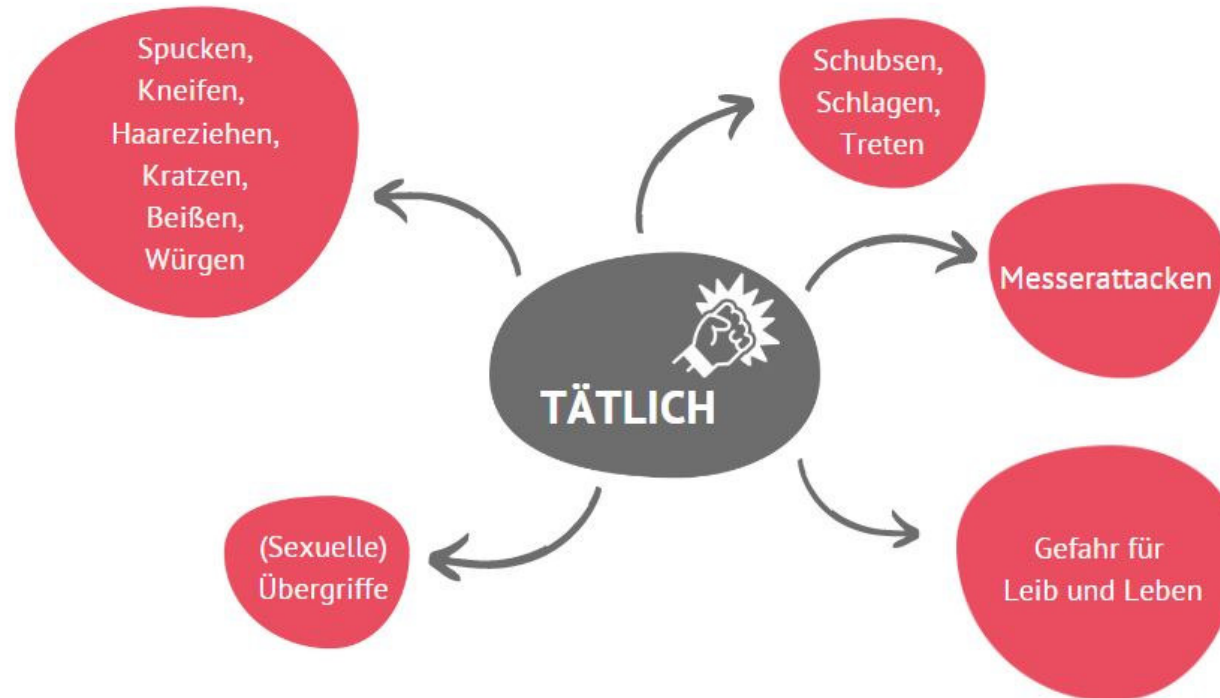 Spucken,
Kneifen,
Haareziehen,
Kratzen,
Beißen,
Würgen
Schubsen,
Schlagen,
Treten
Messerattacken
TÄTLICH
(Sexuelle)
Übergriffe
Gefahr für
Leib und Leben